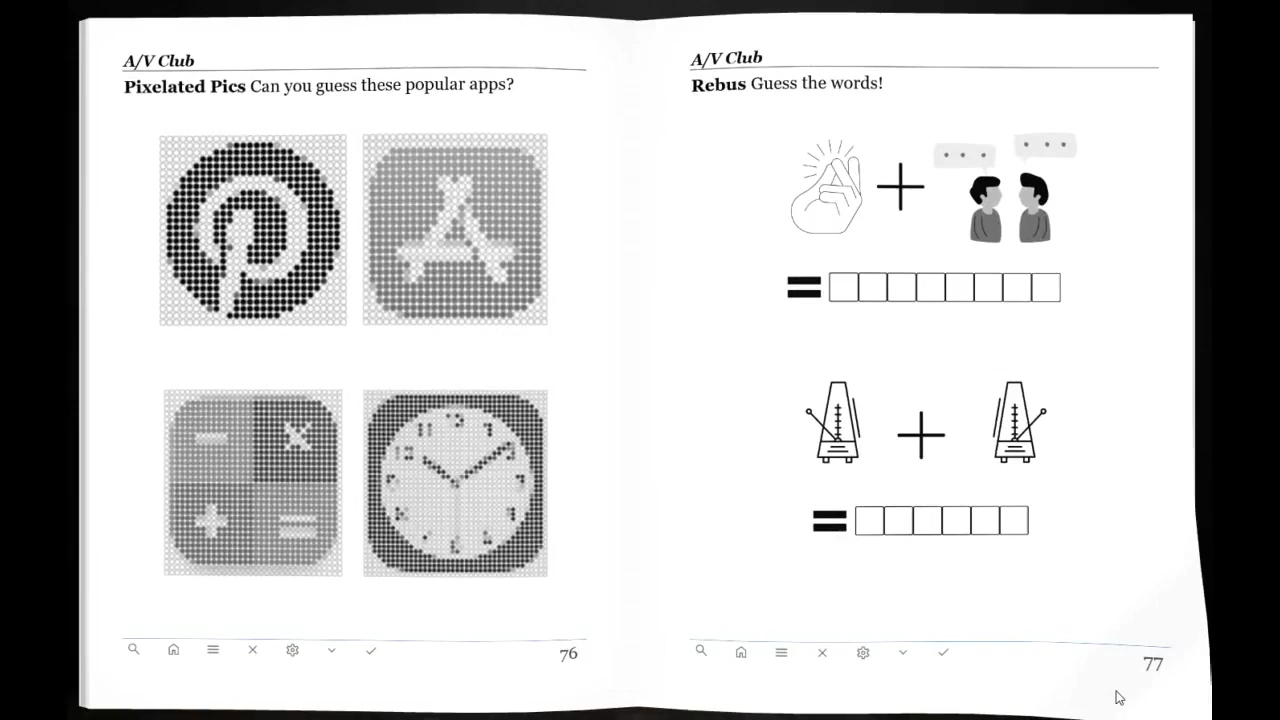 A/V Club
Pixelated Pics Can you guess these popular apps?
76
A/V Club
Rebus Guess the words!
77